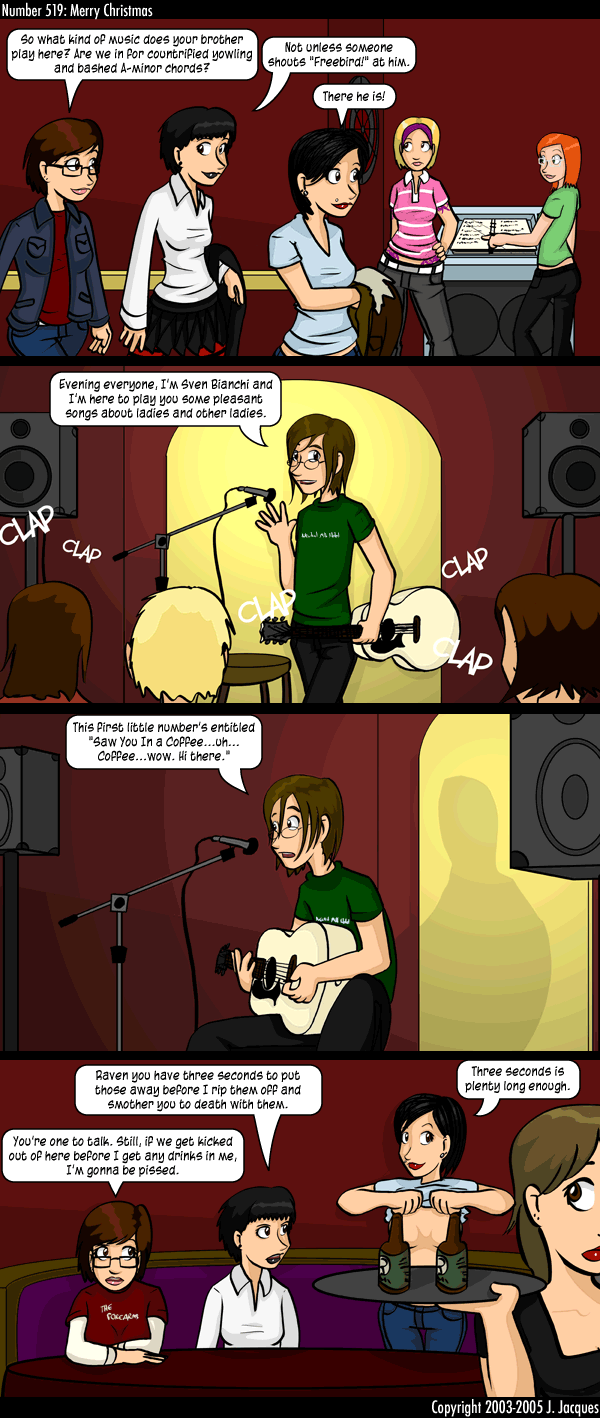 Number 519: Merry Christmas
So what kind of music does your brother
play here? Are we in for countrified yowling
and bashed A-minor chords?
Not unless someone
shouts "Freebird!" at him.
There he is!
Evening everyone, I'm Sven Bianchi and
I'm here to play you some pleasant
songs about ladies and other ladies.
CLAP
CLAP
CLAP
CLAP
CLAP
This first little number's entitled
"Saw You In a Coffee...uh...
Coffee...wow. Hi there."
Raven you have three seconds to put
those away before I rip them off and
smother you to death with them.
Three seconds is
plenty long enough.
You're one to talk. Still, if we get kicked
out of here before I get any drinks in me,
I'm gonna be pissed.
THE
Copyright 2003-2005 J. Jacques